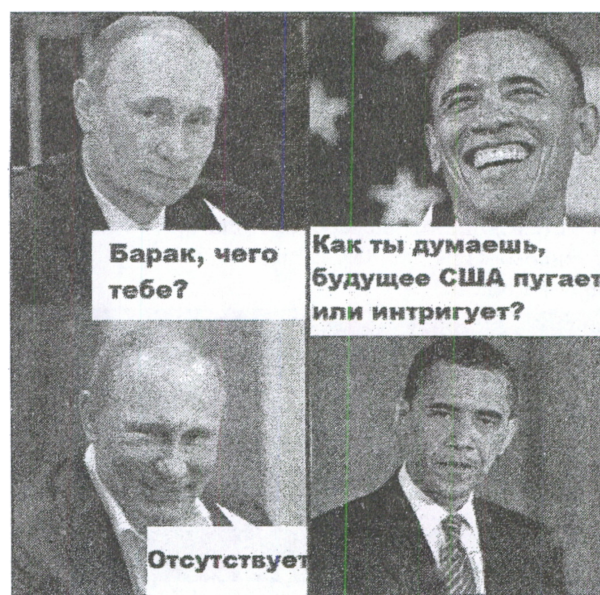 Барак, чего
тебе?
Как ты думаешь,
будущее США пугает
или интригует?
Отсутствует